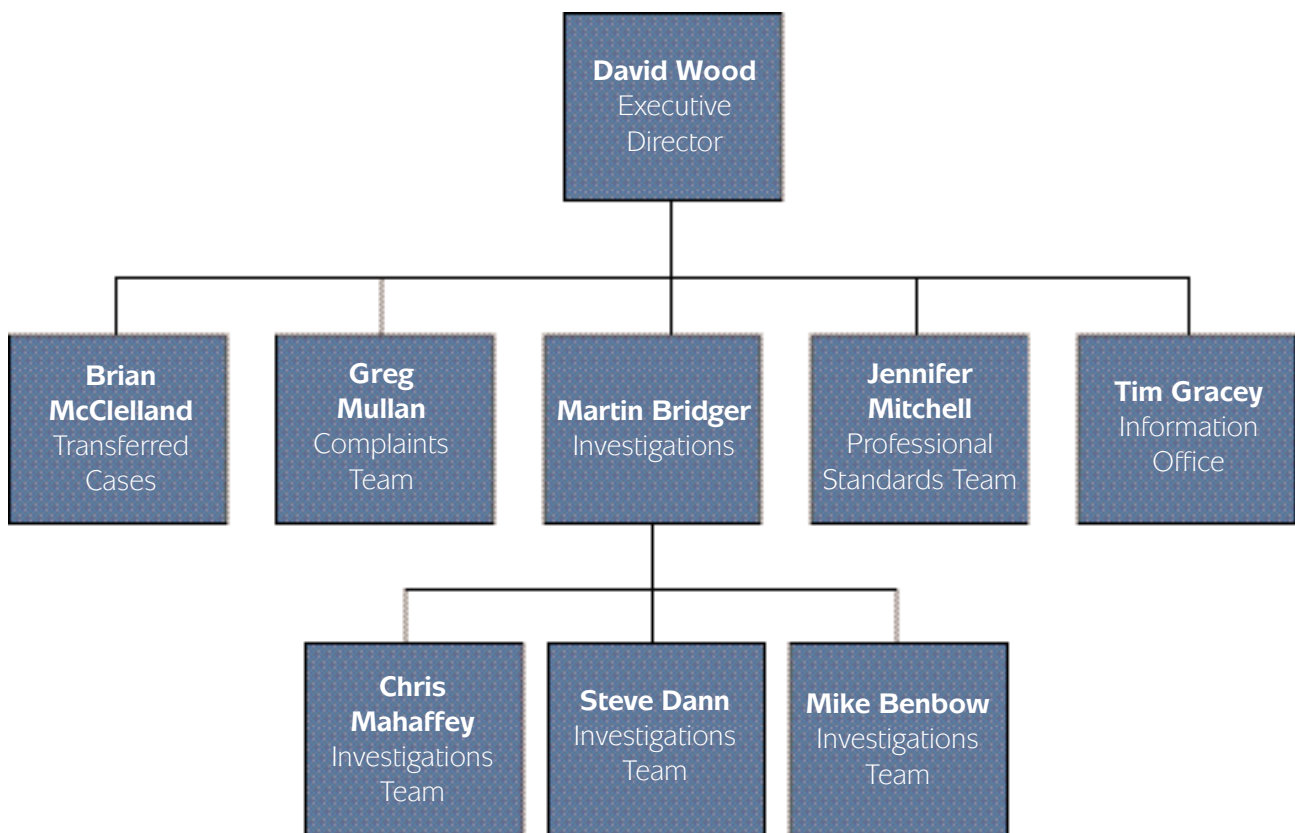 David Wood
Executive
Director
Brian
McClelland
Transferred
Cases
Greg
Mullan
Complaints
Team
Martin Bridger
Investigations
Jennifer
Mitchell
Professional
Standards Team
Tim Gracey
Information
Office
Chris
Mahaffey
Investigations
Team
Steve Dann
Investigations
Team
Mike Benbow
Investigations
Team